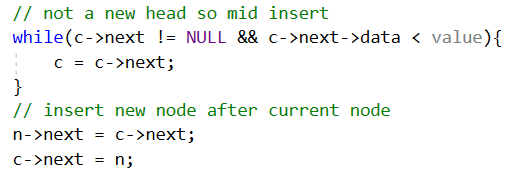 // not a new head so mid insert
while(c->next != NULL && c->next->data < value){
    c = c->next;
}
// insert new node after current node
n->next = c->next;
c->next = n;